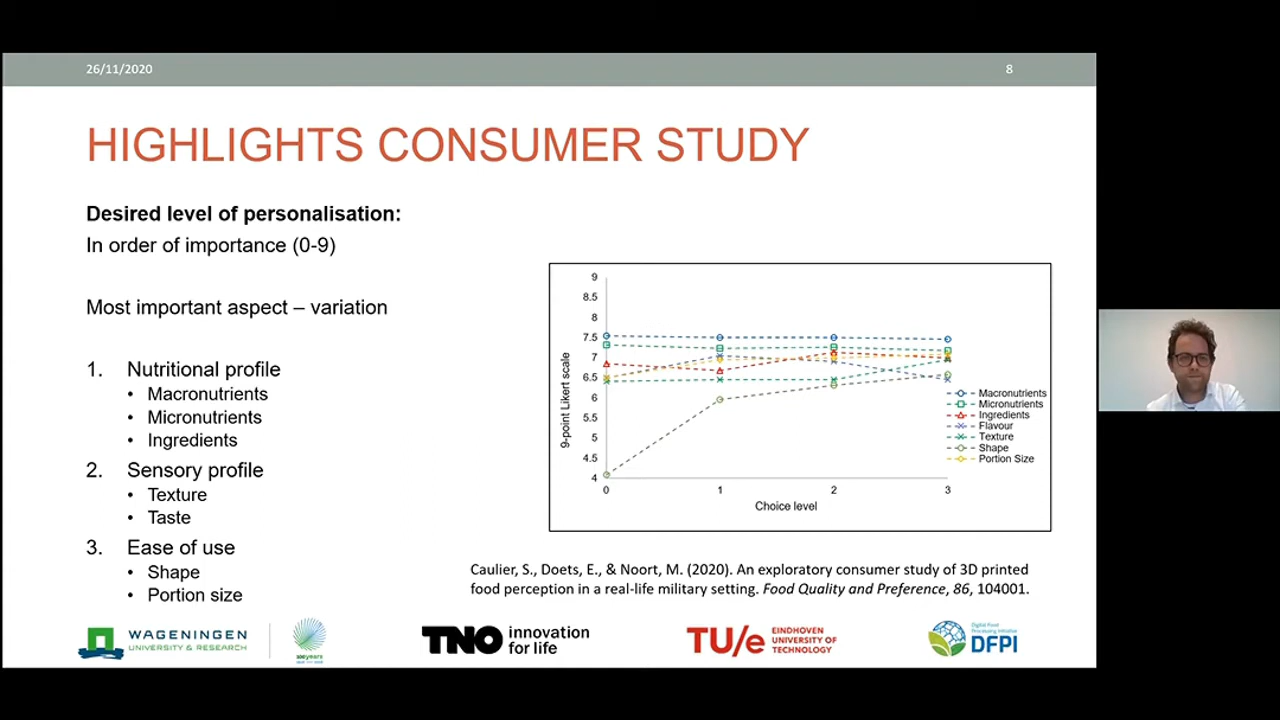 26/11/2020
8
HIGHLIGHTS CONSUMER STUDY
Desired level of personalisation:
In order of importance (0-9)
Most important aspect – variation
1. Nutritional profile
• Macronutrients
• Micronutrients
• Ingredients
2. Sensory profile
• Texture
• Taste
3. Ease of use
• Shape
• Portion size
9-point Likert scale
9
8.5
8
7.5
7
6.5
6
5.5
5
4.5
4
0 1 2 3
Choice level
Macronutrients
Micronutrients
Ingredients
Flavour
Texture
Shape
Portion Size
Caulier, S., Doets, E., & Noort, M. (2020). An exploratory consumer study of 3D printed
food perception in a real-life military setting. Food Quality and Preference, 86, 104001.
WAGENINGEN
UNIVERSITY & RESEARCH
100years
TNO innovation
for life
TU/e EINDHOVEN
UNIVERSITY OF
TECHNOLOGY
Digital Food
Processing Initiative
DFPI